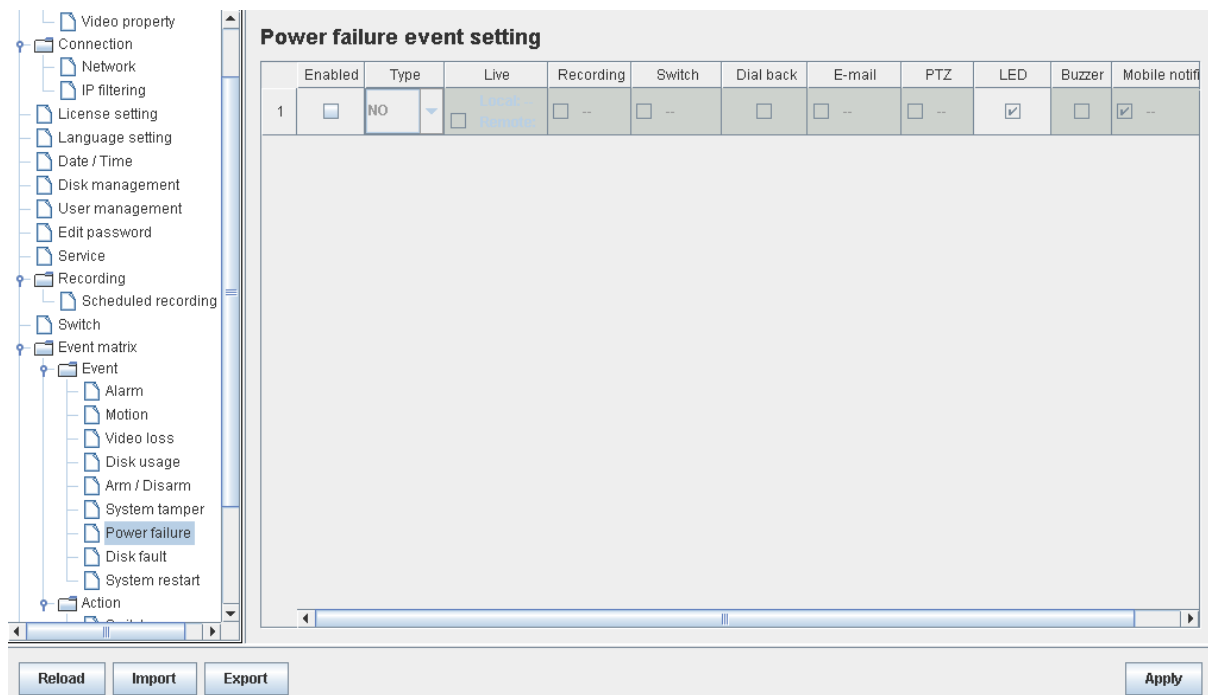 Video property
Connection
Network
IP filtering
License setting
Language setting
Date / Time
Disk management
User management
Edit password
Service
Recording
Scheduled recording
Switch
Event matrix
Event
Alarm
Motion
Video loss
Disk usage
Arm / Disarm
System tamper
Power failure
Disk fault
System restart
Action
Power failure event setting
Enabled Type Live Recording Switch Dial back E-mail PTZ LED Buzzer Mobile notifi
1 NO Local: - -- -- -- -- --
Remote:
Reload Import Export Apply